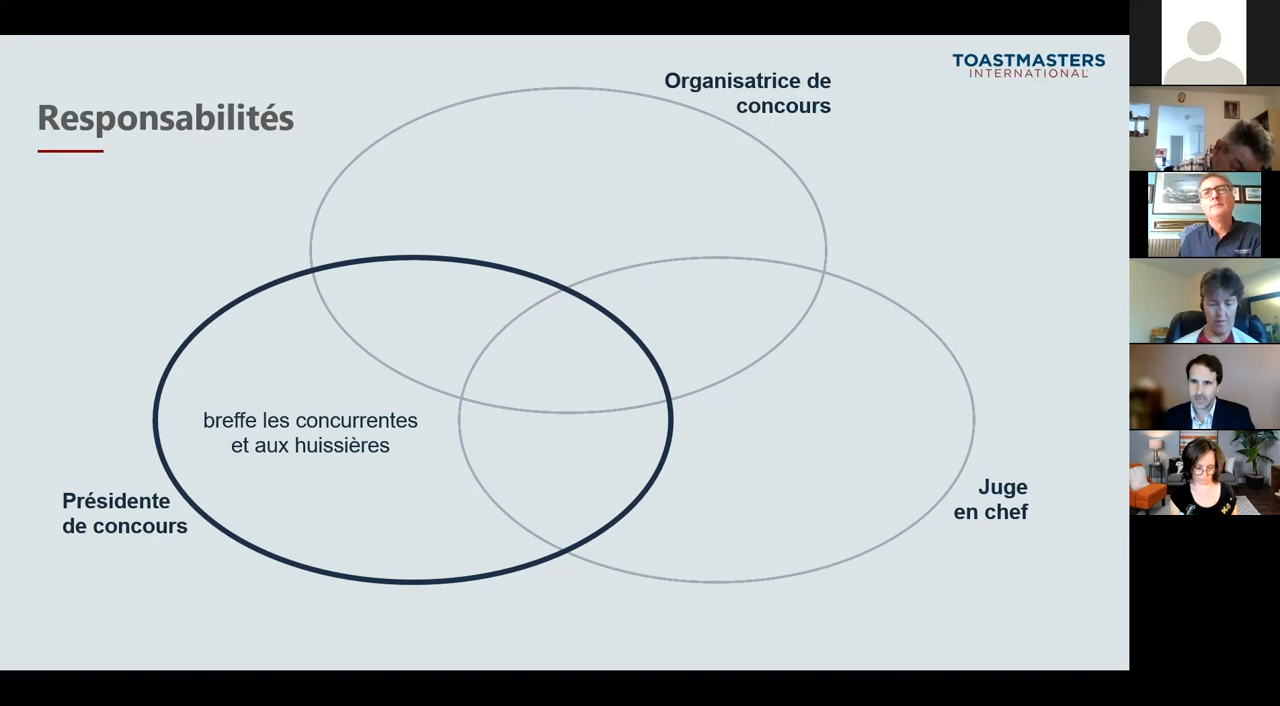 TOASTMASTERS
INTERNATIONAL
Responsabilités
Organisatrice de
concours
breffe les concurrentes
et aux huissières
Présidente
de concours
Juge
en chef